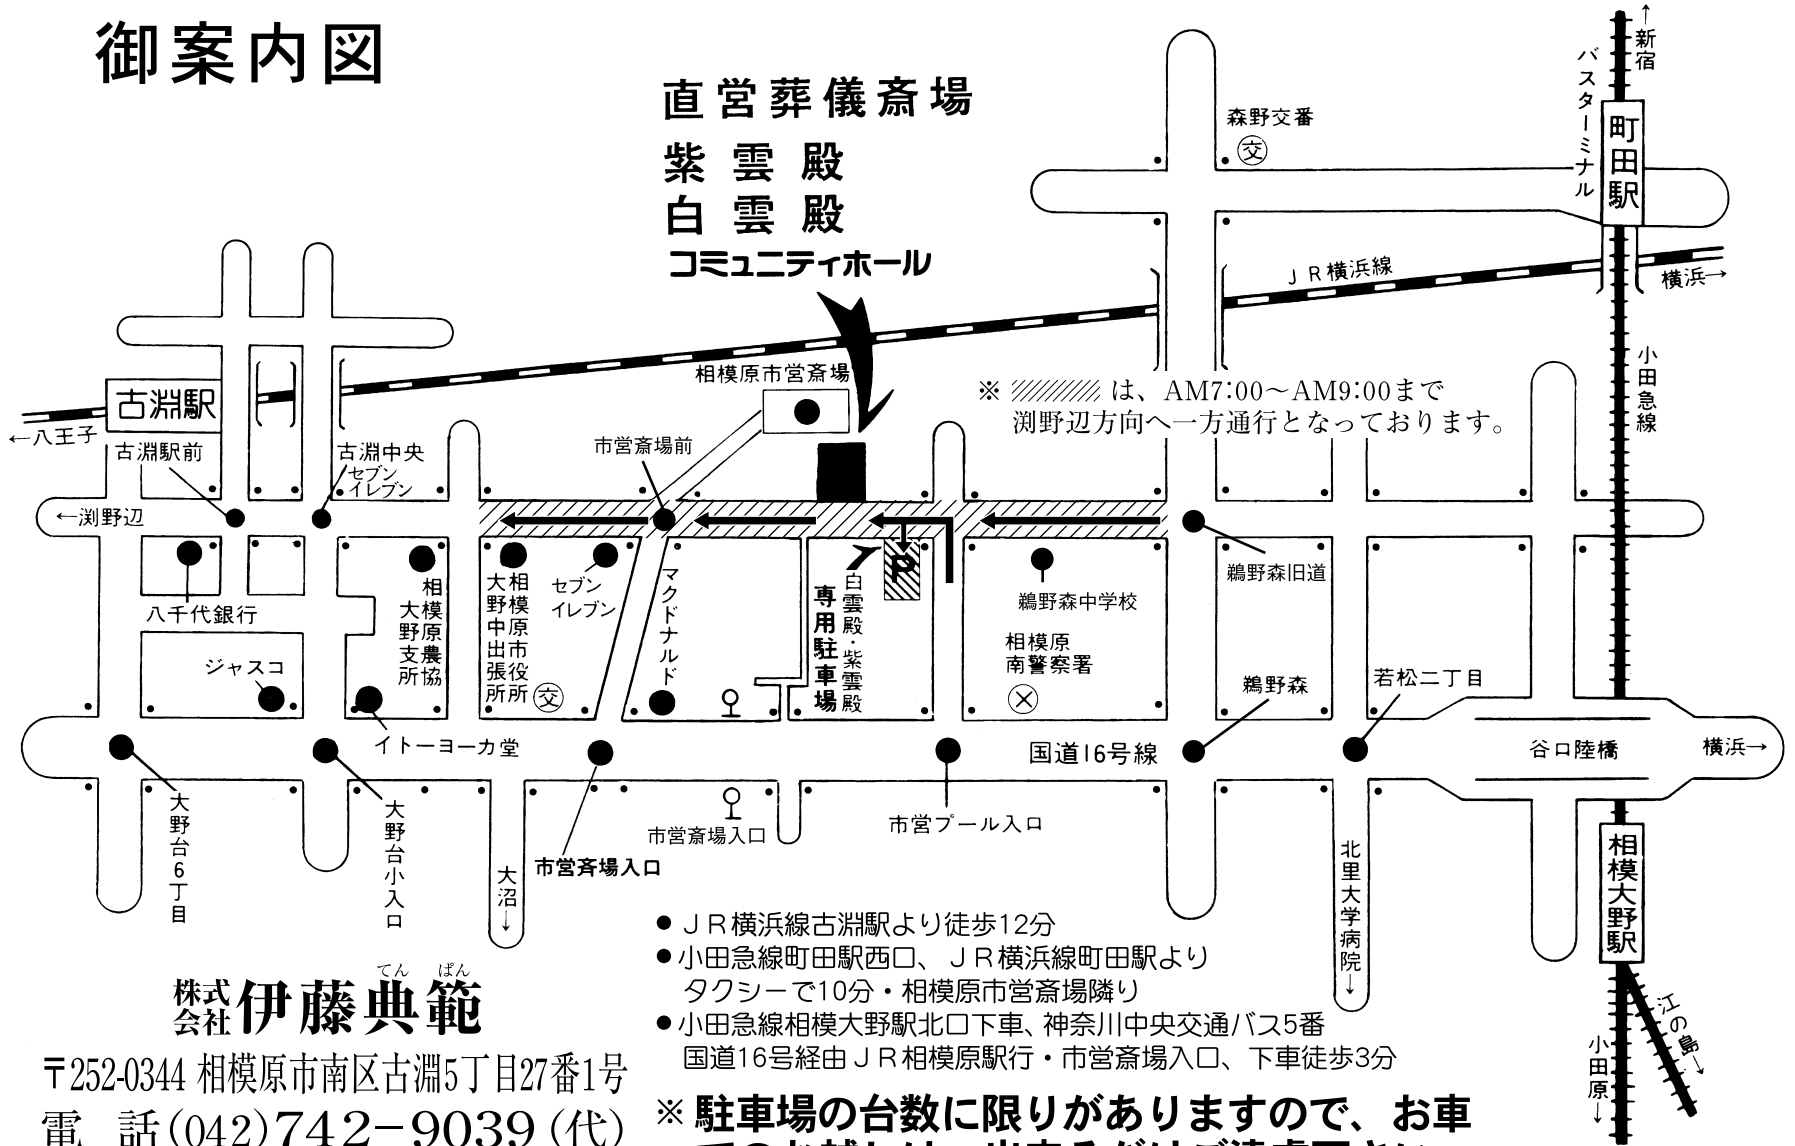 御案内図
直営葬儀斎場
紫雲殿
白雲殿
コミュニティホール
森野交番
交
↑新宿
バスターミナル
町田駅
JR横浜線
横浜→
小田急線
古淵駅
←八王子
相模原市営斎場
※ は、AM7:00～AM9:00まで
渕野辺方向へ一方通行となっております。
古淵駅前
古淵中央
セブン
イレブン
市営斎場前
←渕野辺
八千代銀行
ジャスコ
相模原農協
大野支所
相模原市役所
大野中出張所
交
セブン
イレブン
マクドナルド
P
白雲殿・紫雲殿
専用駐車場
鵜野森中学校
相模原
南警察署
鵜野森旧道
鵜野森
若松二丁目
イトーヨーカ堂
国道16号線
谷口陸橋
横浜→
大野台6丁目
大野台小入口
大沼→
市営斉場入口
市営斎場入口
市営プール入口
北里大学病院→
相模大野駅
江の島→
小田原→
●JR横浜線古淵駅より徒歩12分
●小田急線町田駅西口、JR横浜線町田駅より
タクシーで10分・相模原市営斎場隣り
●小田急線相模大野駅北口下車、神奈川中央交通バス5番
国道16号経由JR相模原駅行・市営斎場入口、下車徒歩3分
※駐車場の台数に限りがありますので、お車
てん ぱん
株式会社 伊藤典範
〒252-0344 相模原市南区古淵5丁目27番1号
電 話(042)742-9039(代)